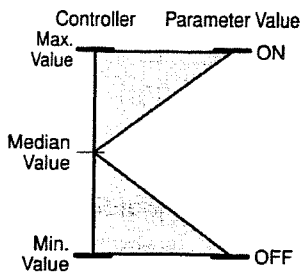 Controller Parameter Value
Max. Value
ON
Median Value
Min. Value
OFF